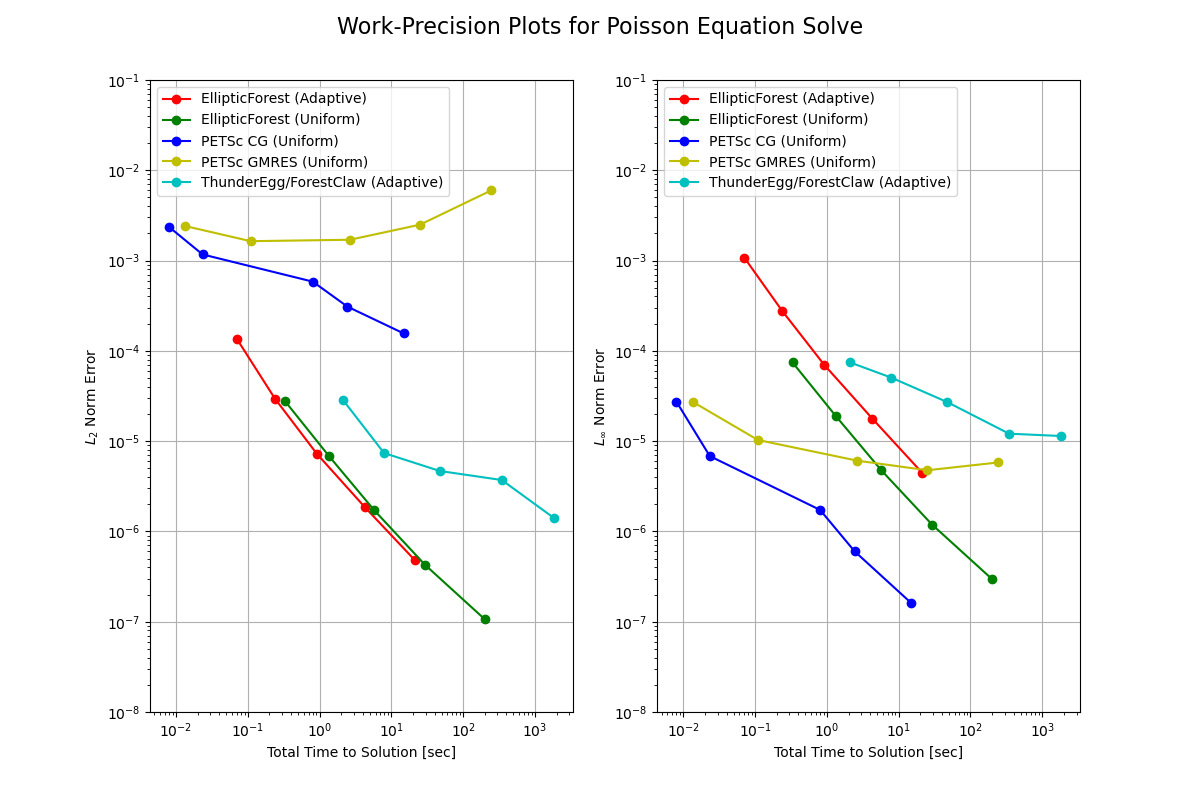 Work-Precision Plots for Poisson Equation Solve
10⁻¹
10⁻²
10⁻³
10⁻⁴
10⁻⁵
10⁻⁶
10⁻⁷
10⁻⁸
L₂ Norm Error
EllipticForest (Adaptive)
EllipticForest (Uniform)
PETSc CG (Uniform)
PETSc GMRES (Uniform)
ThunderEgg/ForestClaw (Adaptive)
10⁻² 10⁻¹ 10⁰ 10¹ 10² 10³
Total Time to Solution [sec]
10⁻¹
10⁻²
10⁻³
10⁻⁴
10⁻⁵
10⁻⁶
10⁻⁷
10⁻⁸
L∞ Norm Error
EllipticForest (Adaptive)
EllipticForest (Uniform)
PETSc CG (Uniform)
PETSc GMRES (Uniform)
ThunderEgg/ForestClaw (Adaptive)
10⁻² 10⁻¹ 10⁰ 10¹ 10² 10³
Total Time to Solution [sec]